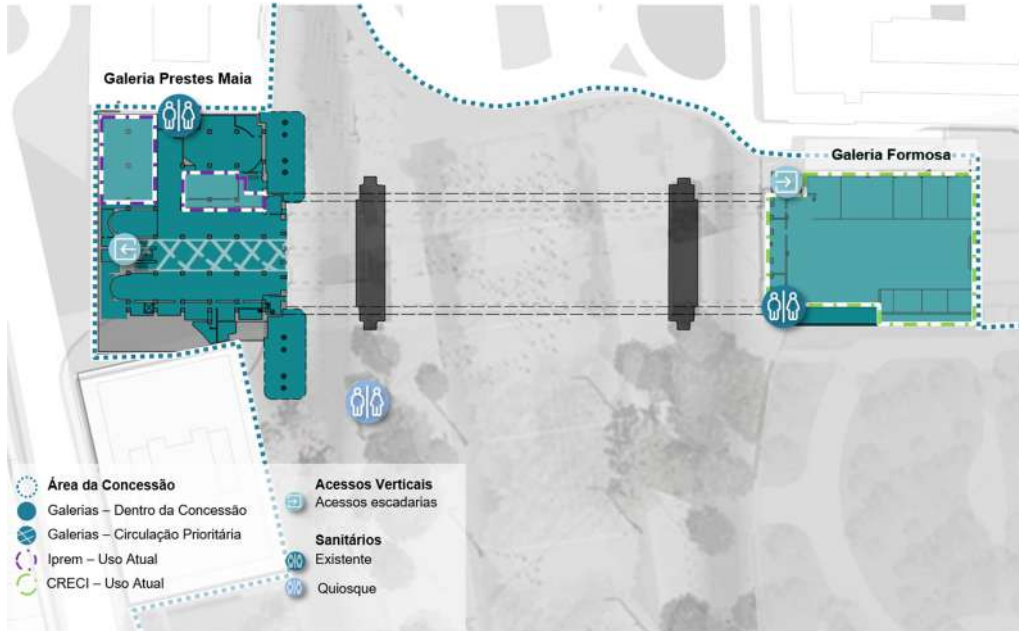 Galeria Prestes Maia
Galeria Formosa
Área da Concessão
Galerias – Dentro da Concessão
Galerias – Circulação Prioritária
Iprem – Uso Atual
CRECI – Uso Atual
Acessos Verticais
Acessos escadarias
Sanitários
Existente
Quiosque